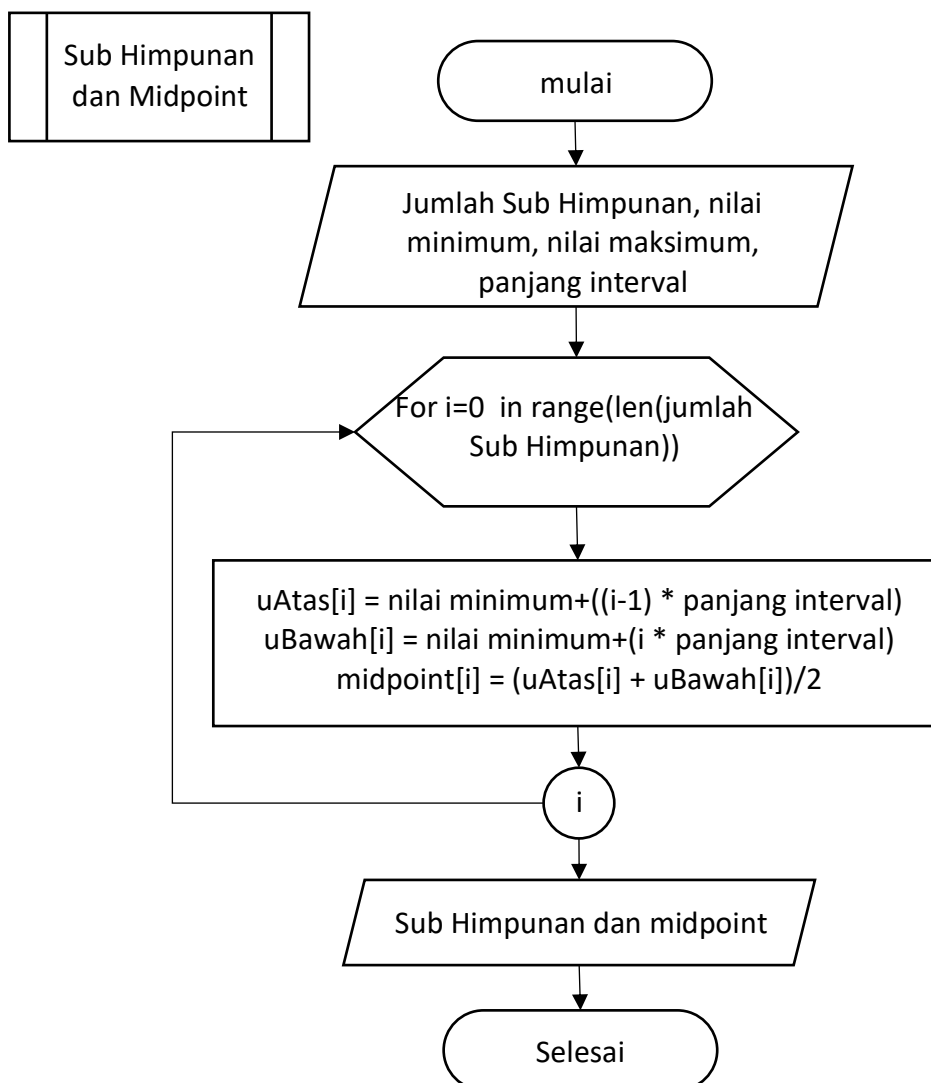 Sub Himpunan
dan Midpoint
mulai
Jumlah Sub Himpunan, nilai
minimum, nilai maksimum,
panjang interval
For i=0  in range(len(jumlah
Sub Himpunan))
uAtas[i] = nilai minimum+((i-1) * panjang interval)
uBawah[i] = nilai minimum+(i * panjang interval)
midpoint[i] = (uAtas[i] + uBawah[i])/2
i
Sub Himpunan dan midpoint
Selesai